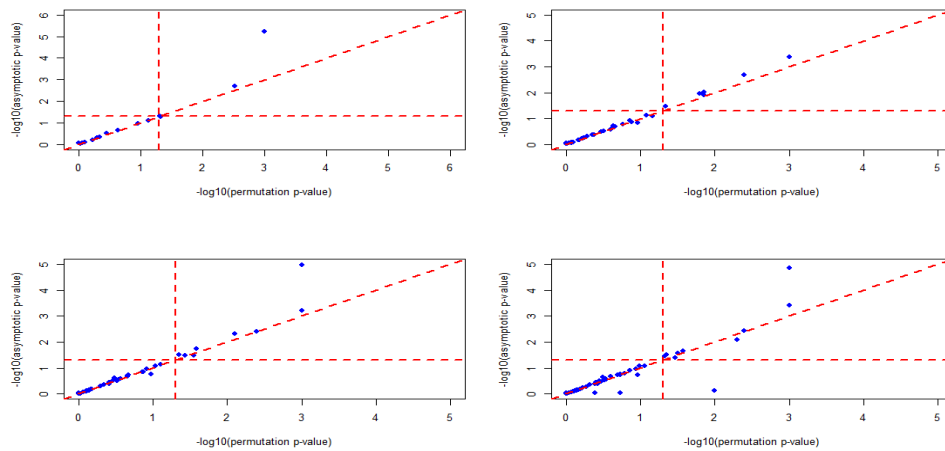 6
5
4
3
2
1
0
-log10(asymptotic p-value)
0 1 2 3 4 5 6
-log10(permutation p-value)
5
4
3
2
1
0
-log10(asymptotic p-value)
0 1 2 3 4 5
-log10(permutation p-value)
5
4
3
2
1
0
-log10(asymptotic p-value)
0 1 2 3 4 5
-log10(permutation p-value)
5
4
3
2
1
0
-log10(asymptotic p-value)
0 1 2 3 4 5
-log10(permutation p-value)